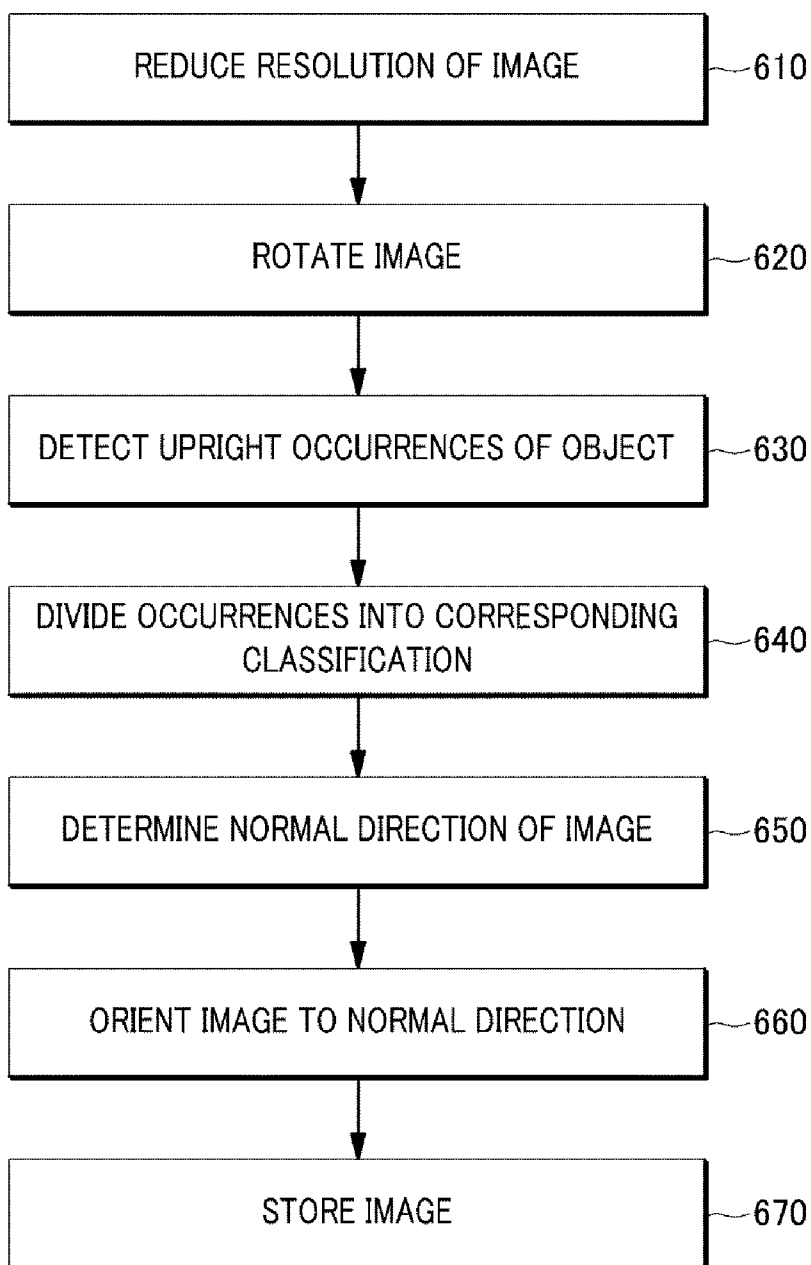 REDUCE RESOLUTION OF IMAGE 610
ROTATE IMAGE 620
DETECT UPRIGHT OCCURRENCES OF OBJECT 630
DIVIDE OCCURRENCES INTO CORRESPONDING
CLASSIFICATION 640
DETERMINE NORMAL DIRECTION OF IMAGE 650
ORIENT IMAGE TO NORMAL DIRECTION 660
STORE IMAGE 670